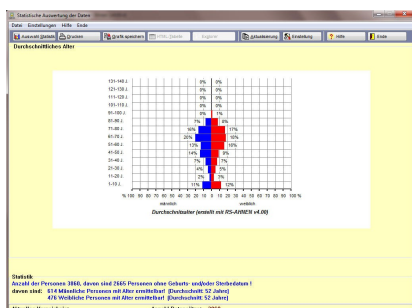 Statistische Auswertung der Daten
Datei Einstellungen Hilfe Ende
Auswahl Statistik Drucken Grafik speichern HTML-Tabelle Register Aktualisierung Einstellung Hilfe Ende
Durchschnittliches Alter
131-140 J. 0% 0%
121-130 J. 0% 0%
111-120 J. 0% 0%
101-110 J. 0% 0%
91-100 J. 0% 1%
81-90 J. 7% 8%
71-80 J. 16% 17%
61-70 J. 20% 18%
51-60 J. 13% 16%
41-50 J. 14% 9%
31-40 J. 7% 7%
21-30 J. 4% 5%
11-20 J. 2% 3%
1-10 J. 11% 12%
% 100 90 80 70 60 50 40 30 20 10 0 10 20 30 40 50 60 70 80 90 100 %
männlich weiblich
Durchschnittsalter (erstellt mit RS-AHNEN v4.00)
Statistik
Anzahl der Personen 3860, davon sind 2665 Personen ohne Geburts- und/oder Sterbedatum !
davon sind: 614 Männliche Personen mit Alter ermittelbar! (Durchschnitt: 52 Jahre)
476 Weibliche Personen mit Alter ermittelbar! (Durchschnitt: 52 Jahre)